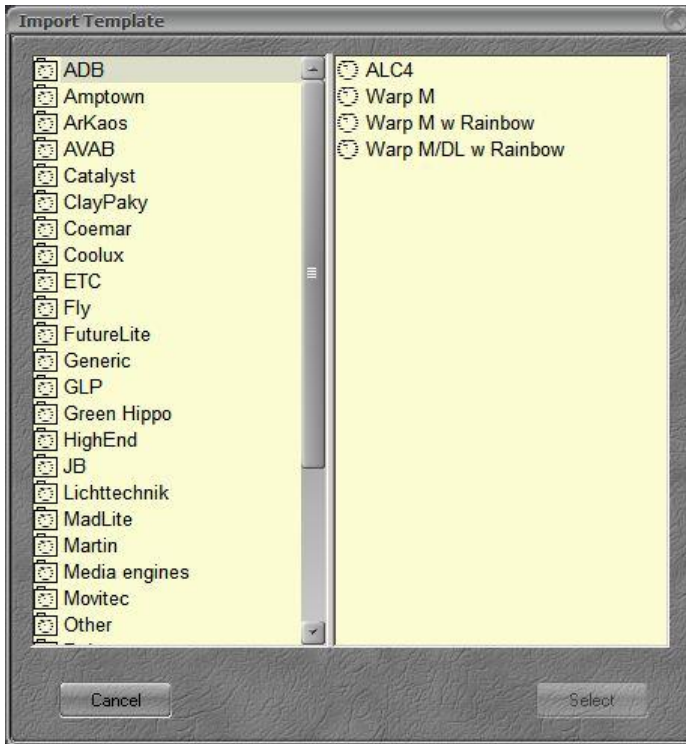 Import Template
ADB
Amptown
ArKaos
AVAB
Catalyst
ClayPaky
Coemar
Coolux
ETC
Fly
FutureLite
Generic
GLP
Green Hippo
HighEnd
JB
Lichttechnik
MadLite
Martin
Media engines
Movitec
Other
ALC4
Warp M
Warp M w Rainbow
Warp M/DL w Rainbow
Cancel
Select